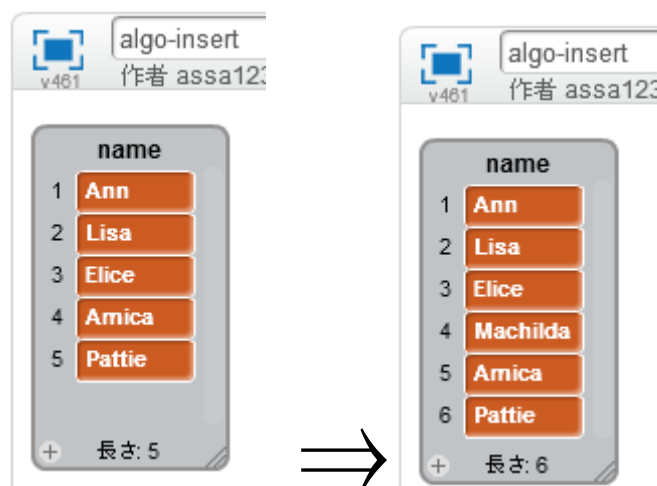 algo-insert
v461
作者 assa123
name
1 Ann
2 Lisa
3 Elice
4 Amica
5 Pattie
+ 長さ: 5
⇒
algo-insert
v461
作者 assa123
name
1 Ann
2 Lisa
3 Elice
4 Machilda
5 Amica
6 Pattie
+ 長さ: 6